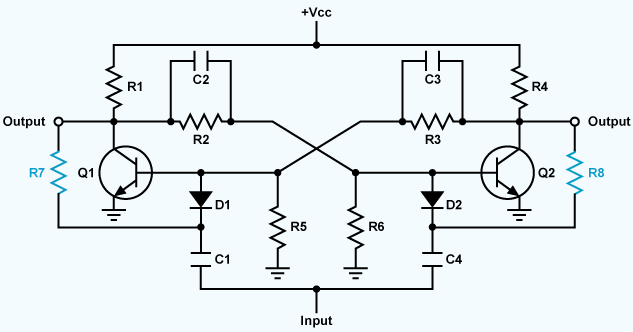 +Vcc
C2
C3
R1
R4
Output
R2
R3
Output
R7
Q1
Q2
R8
D1
D2
R5
R6
C1
C4
Input